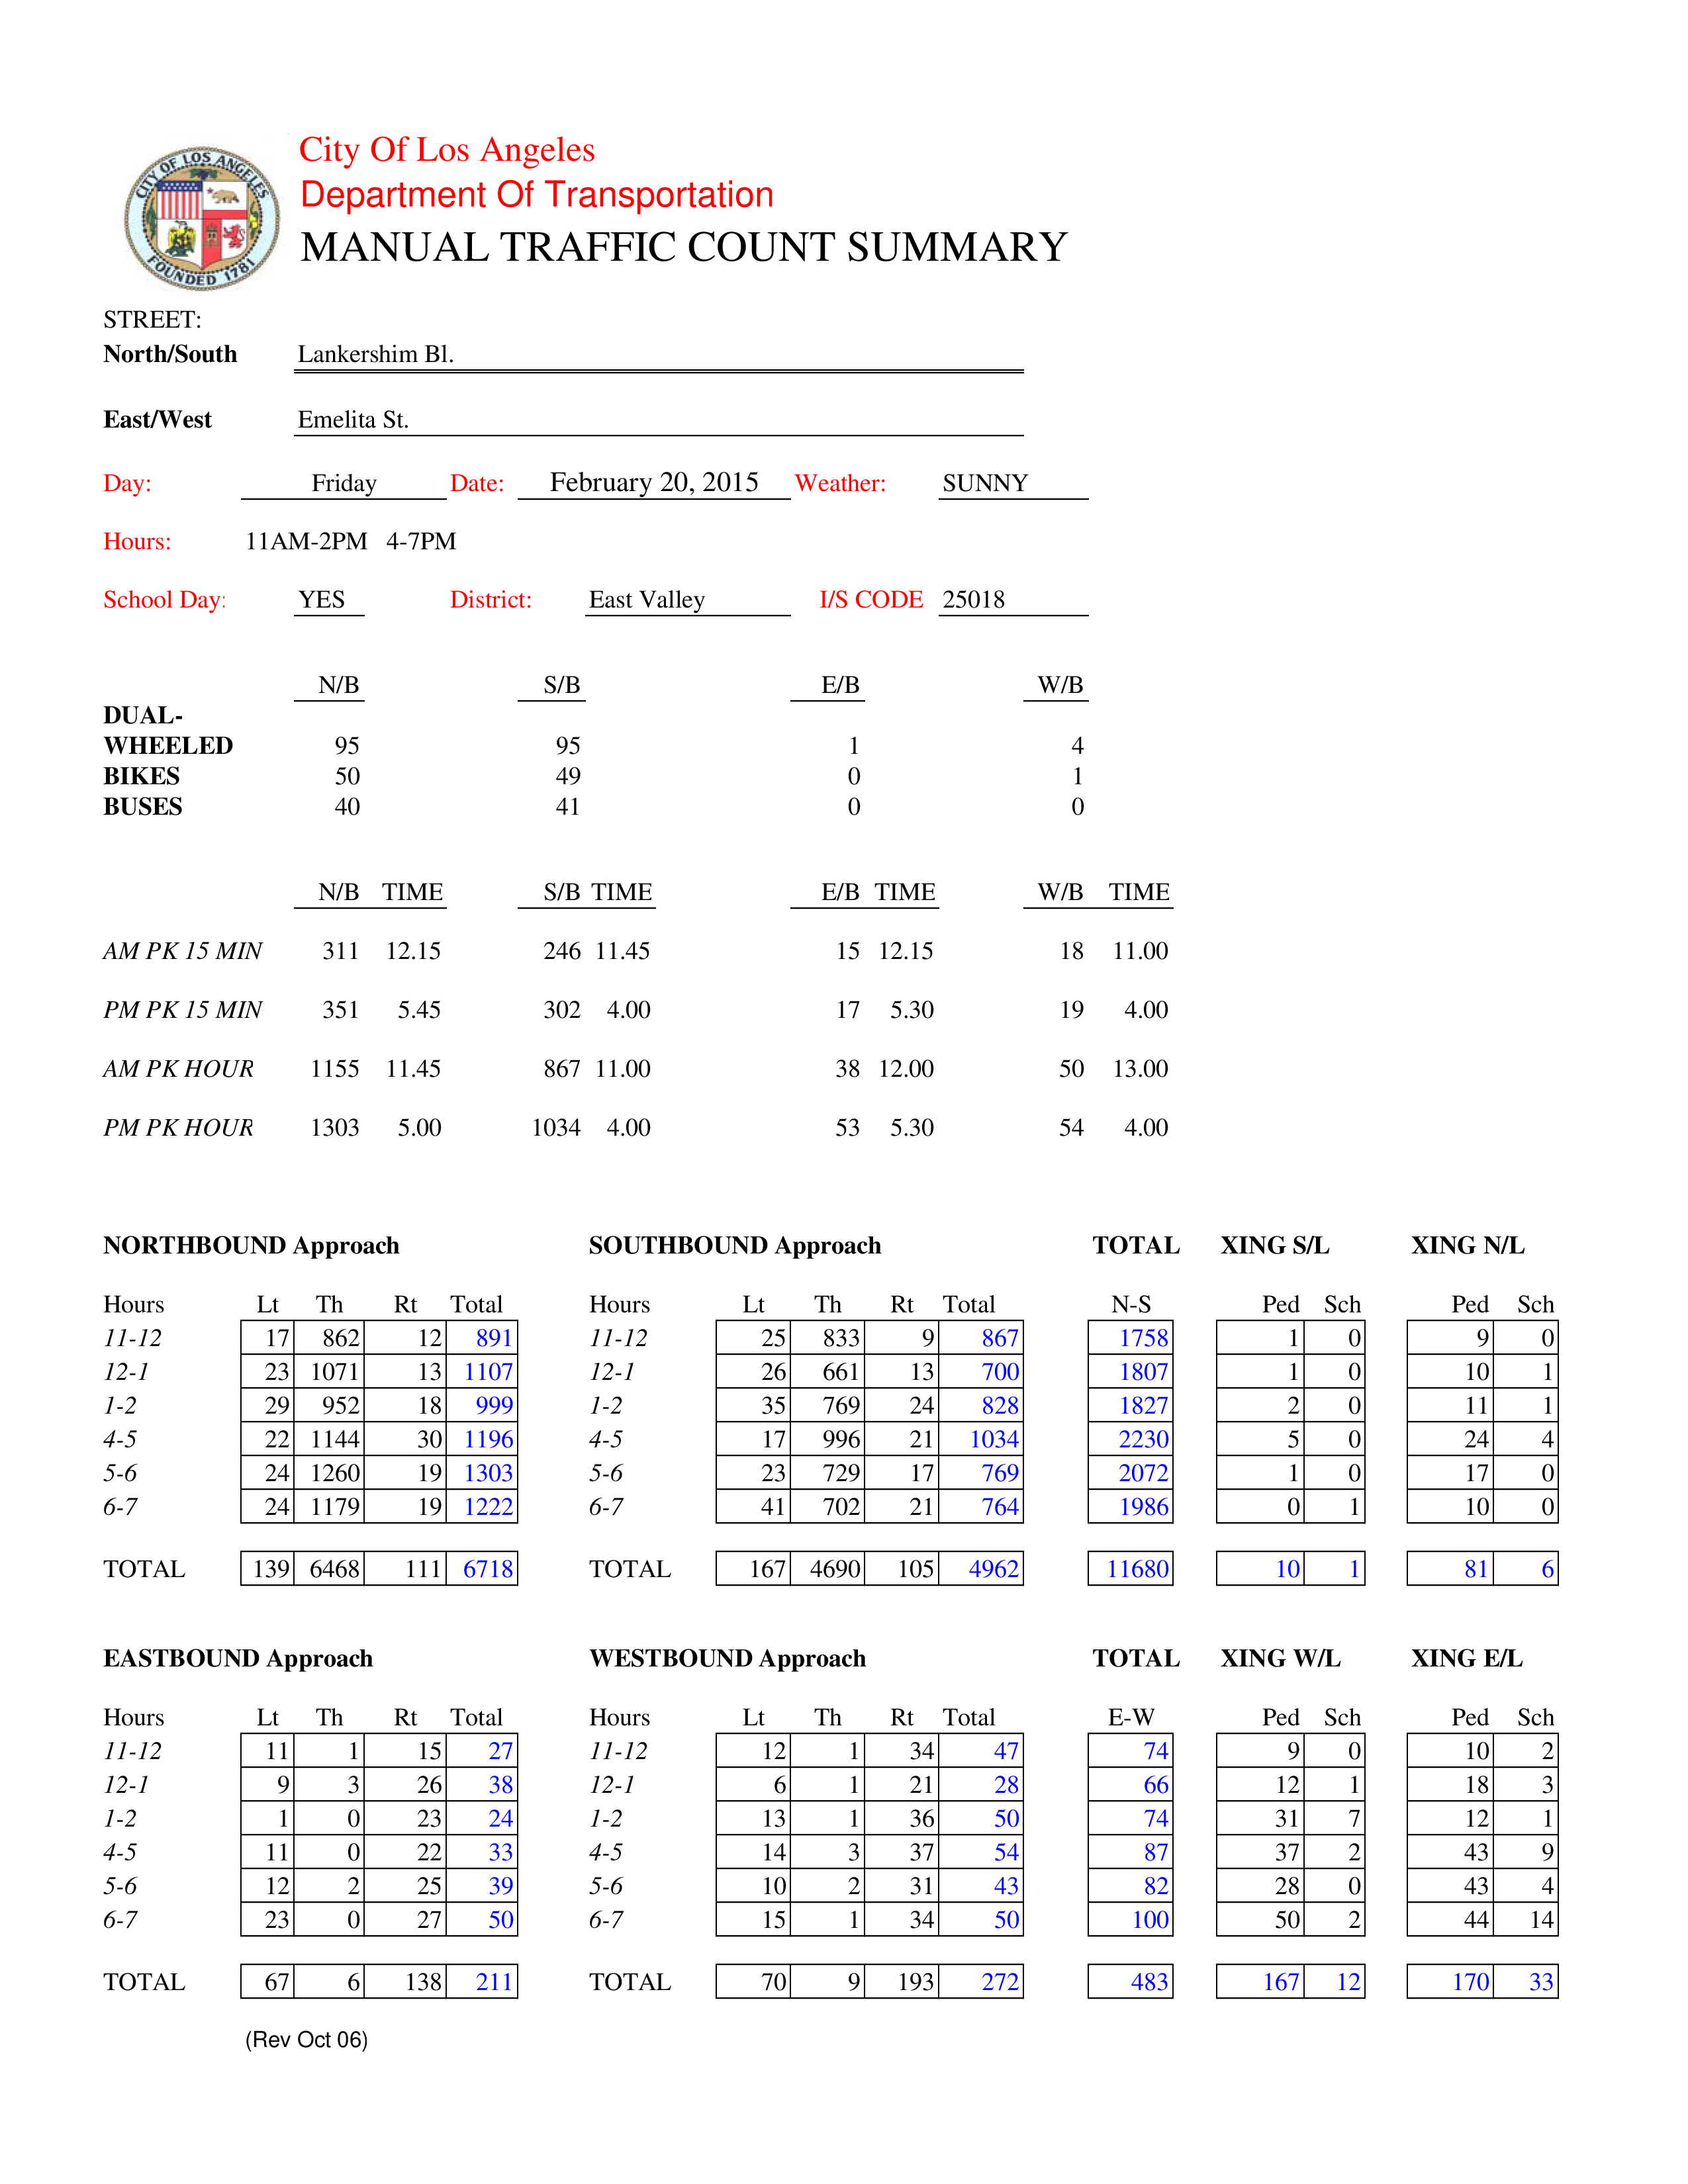 CITY OF LOS ANGELES
FOUNDED 1781
City Of Los Angeles
Department Of Transportation
MANUAL TRAFFIC COUNT SUMMARY
STREET:
North/South Lankershim Bl.
East/West Emelita St.
Day: Friday Date: February 20, 2015 Weather: SUNNY
Hours: 11AM-2PM 4-7PM
School Day: YES District: East Valley I/S CODE 25018
N/B S/B E/B W/B
DUAL-
WHEELED 95 95 1 4
BIKES 50 49 0 1
BUSES 40 41 0 0
N/B TIME S/B TIME E/B TIME W/B TIME
AM PK 15 MIN 311 12.15 246 11.45 15 12.15 18 11.00
PM PK 15 MIN 351 5.45 302 4.00 17 5.30 19 4.00
AM PK HOUR 1155 11.45 867 11.00 38 12.00 50 13.00
PM PK HOUR 1303 5.00 1034 4.00 53 5.30 54 4.00
NORTHBOUND Approach SOUTHBOUND Approach TOTAL XING S/L XING N/L
Hours Lt Th Rt Total Hours Lt Th Rt Total N-S Ped Sch Ped Sch
11-12 17 862 12 891 11-12 25 833 9 867 1758 1 0 9 0
12-1 23 1071 13 1107 12-1 26 661 13 700 1807 1 0 10 1
1-2 29 952 18 999 1-2 35 769 24 828 1827 2 0 11 1
4-5 22 1144 30 1196 4-5 17 996 21 1034 2230 5 0 24 4
5-6 24 1260 19 1303 5-6 23 729 17 769 2072 1 0 17 0
6-7 24 1179 19 1222 6-7 41 702 21 764 1986 0 1 10 0
TOTAL 139 6468 111 6718 TOTAL 167 4690 105 4962 11680 10 1 81 6
EASTBOUND Approach WESTBOUND Approach TOTAL XING W/L XING E/L
Hours Lt Th Rt Total Hours Lt Th Rt Total E-W Ped Sch Ped Sch
11-12 11 1 15 27 11-12 12 1 34 47 74 9 0 10 2
12-1 9 3 26 38 12-1 6 1 21 28 66 12 1 18 3
1-2 1 0 23 24 1-2 13 1 36 50 74 31 7 12 1
4-5 11 0 22 33 4-5 14 3 37 54 87 37 2 43 9
5-6 12 2 25 39 5-6 10 2 31 43 82 28 0 43 4
6-7 23 0 27 50 6-7 15 1 34 50 100 50 2 44 14
TOTAL 67 6 138 211 TOTAL 70 9 193 272 483 167 12 170 33
(Rev Oct 06)